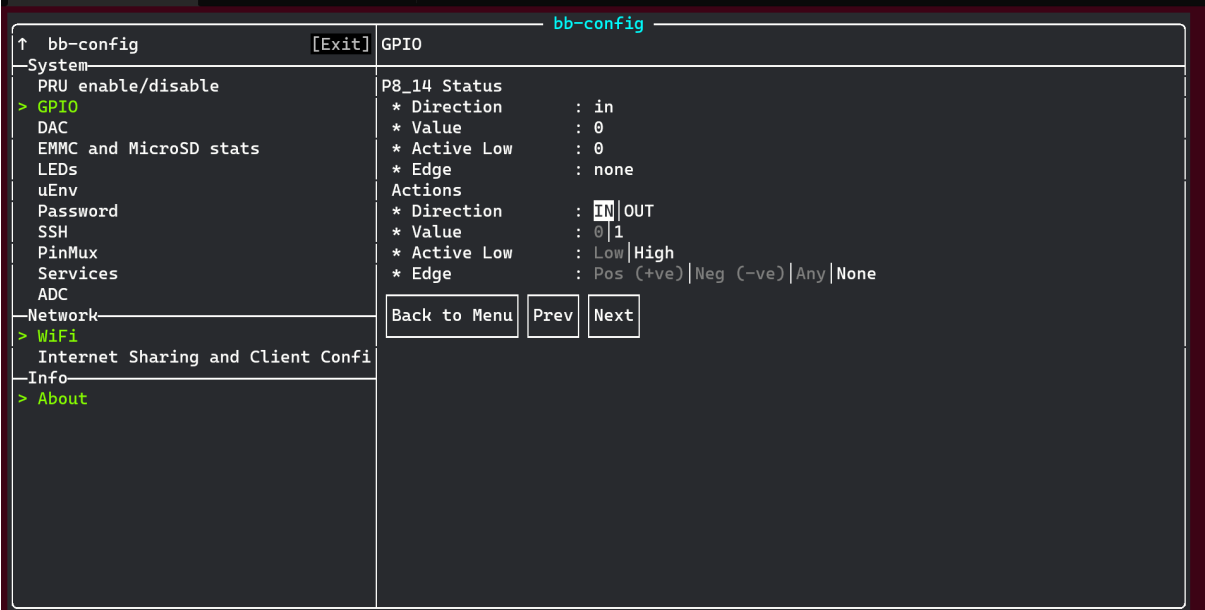 bb-config
↑ bb-config [Exit]
System
PRU enable/disable
> GPIO
DAC
EMMC and MicroSD stats
LEDs
uEnv
Password
SSH
PinMux
Services
ADC
Network
> WiFi
Internet Sharing and Client Confi
Info
> About
GPIO
P8_14 Status
* Direction : in
* Value : 0
* Active Low : 0
* Edge : none
Actions
* Direction : IN|OUT
* Value : 0|1
* Active Low : Low|High
* Edge : Pos (+ve)|Neg (-ve)|Any|None
Back to Menu Prev Next